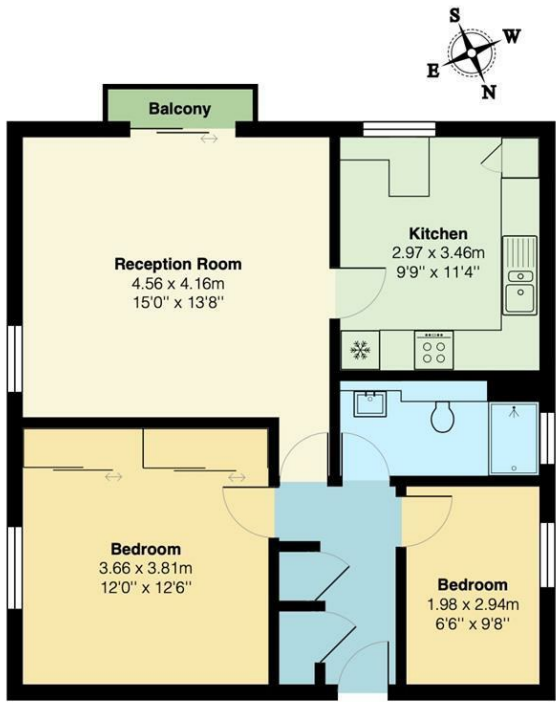 S
W
E
N
Balcony
Reception Room
4.56 x 4.16m
15'0'' x 13'8''
Kitchen
2.97 x 3.46m
9'9'' x 11'4''
Bedroom
3.66 x 3.81m
12'0'' x 12'6''
Bedroom
1.98 x 2.94m
6'6'' x 9'8''